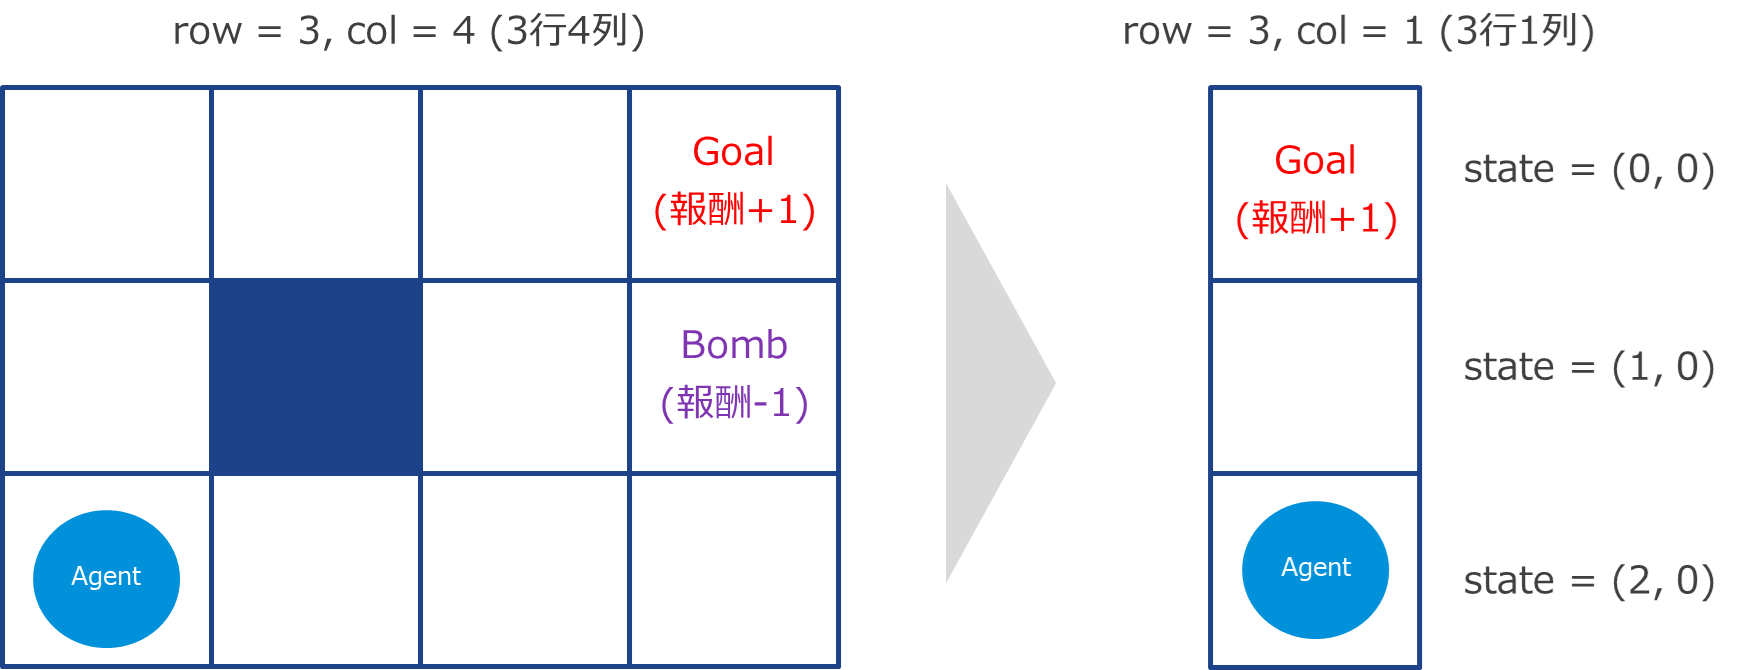 row = 3, col = 4 (3行4列)
Goal
(報酬+1)
Bomb
(報酬-1)
Agent
row = 3, col = 1 (3行1列)
Goal
(報酬+1)
state = (0, 0)
state = (1, 0)
Agent
state = (2, 0)